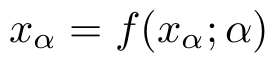 x_α = f(x_α; α)